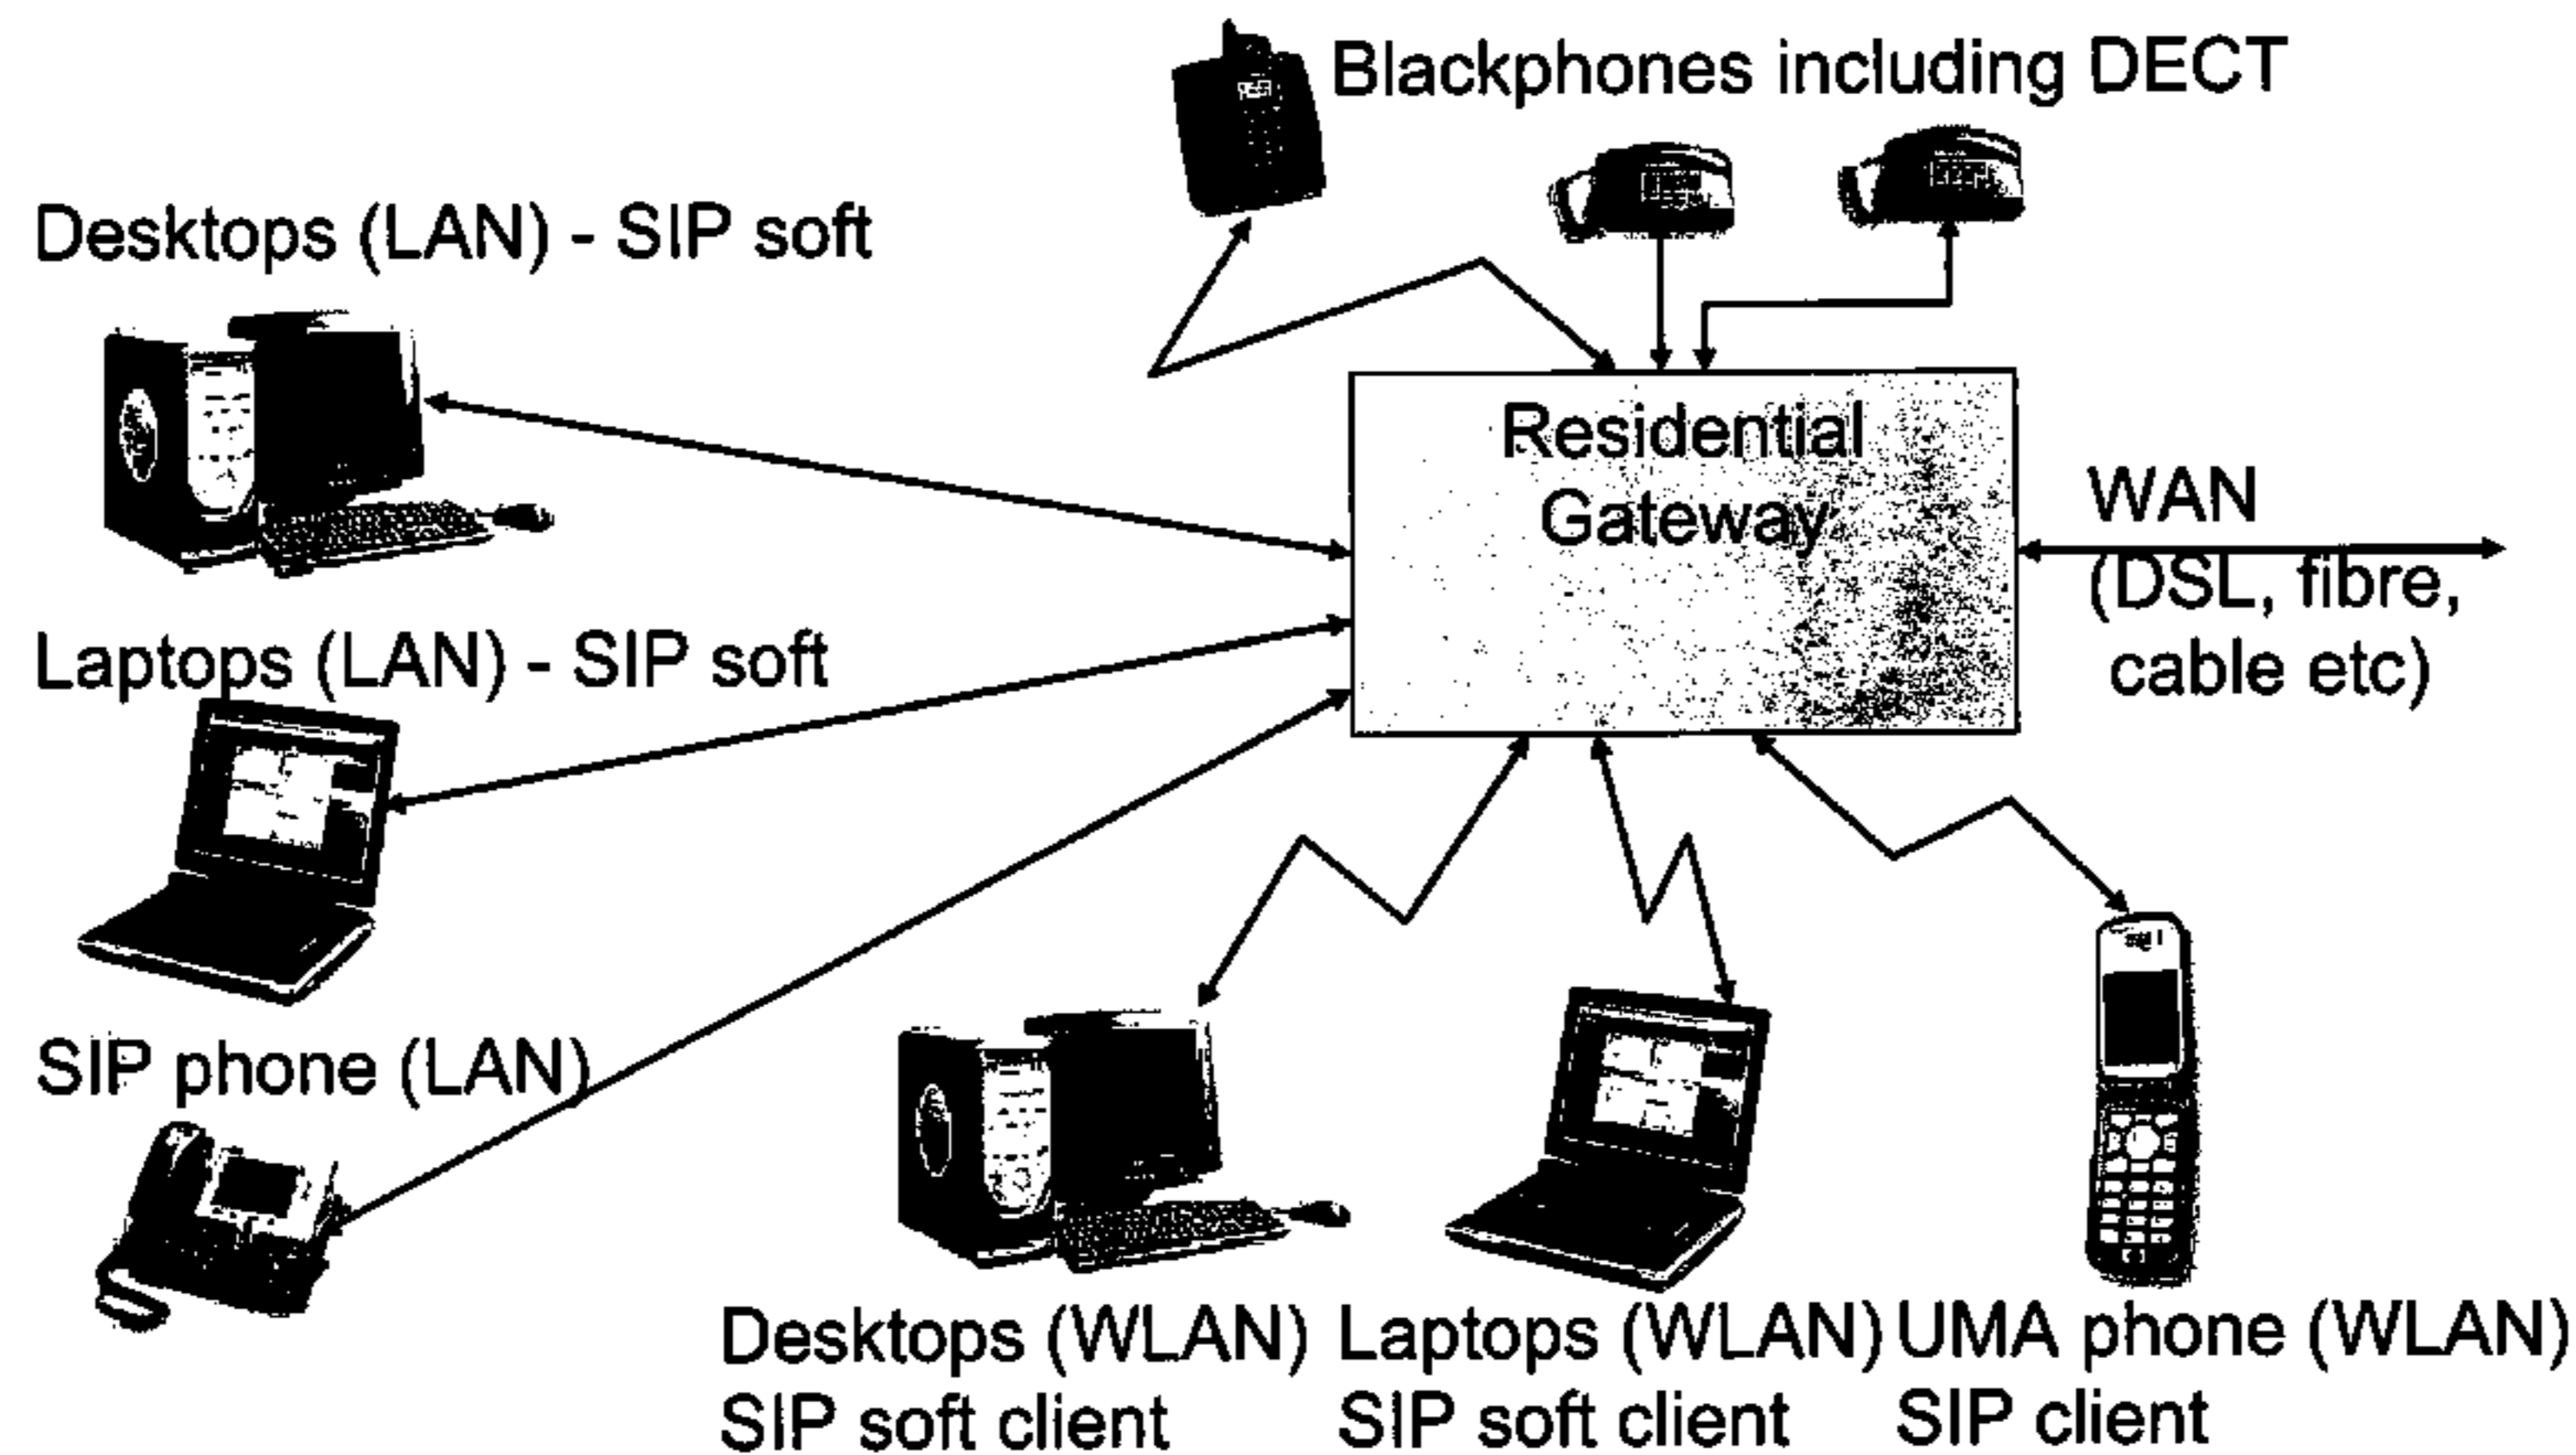 Blackphones including DECT
Desktops (LAN) - SIP soft
Residential
Gateway
WAN
(DSL, fibre,
cable etc)
Laptops (LAN) - SIP soft
SIP phone (LAN)
Desktops (WLAN)
SIP soft client
Laptops (WLAN)
SIP soft client
UMA phone (WLAN)
SIP client